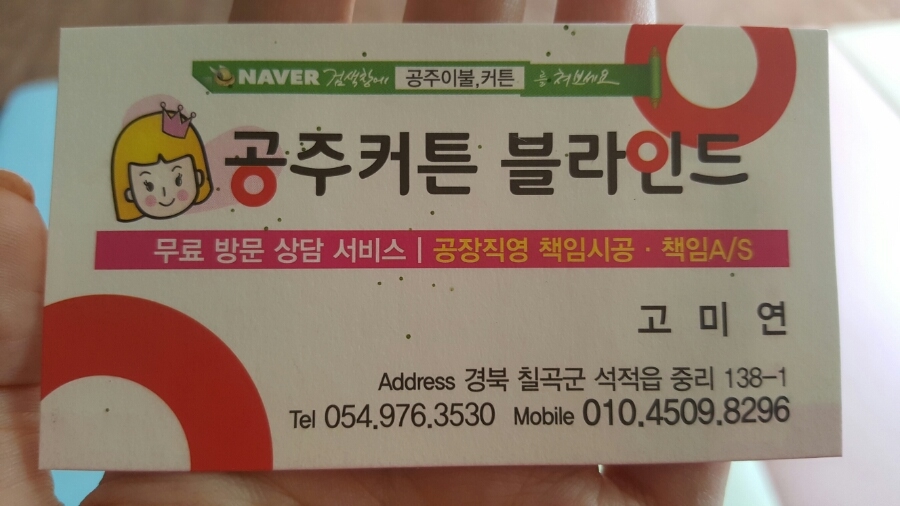 NAVER 검색창에 공주이불,커튼 를 쳐보세요
공주커튼 블라인드
무료 방문 상담 서비스 | 공장직영 책임시공 · 책임A/S
고 미 연
Address 경북 칠곡군 석적읍 중리 138-1
Tel 054.976.3530 Mobile 010.4509.8296